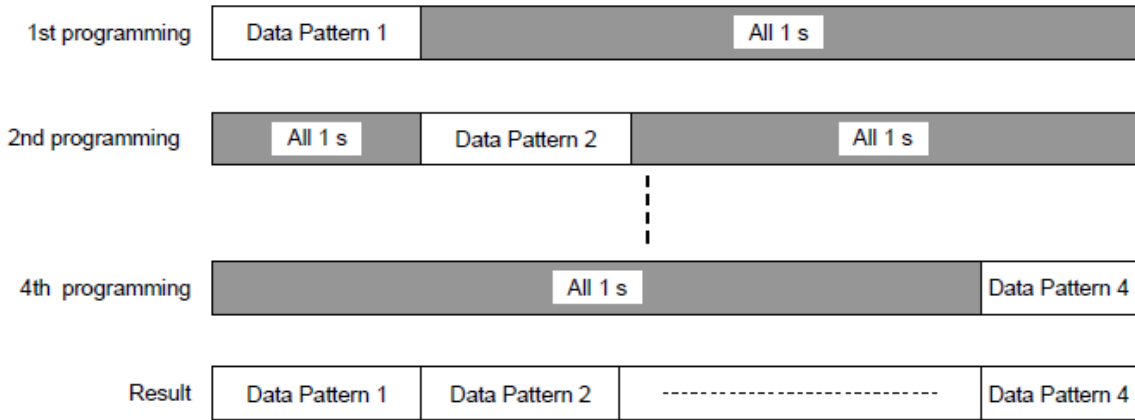 1st programming Data Pattern 1 All 1 s
2nd programming All 1 s Data Pattern 2 All 1 s
4th programming All 1 s Data Pattern 4
Result Data Pattern 1 Data Pattern 2 Data Pattern 4